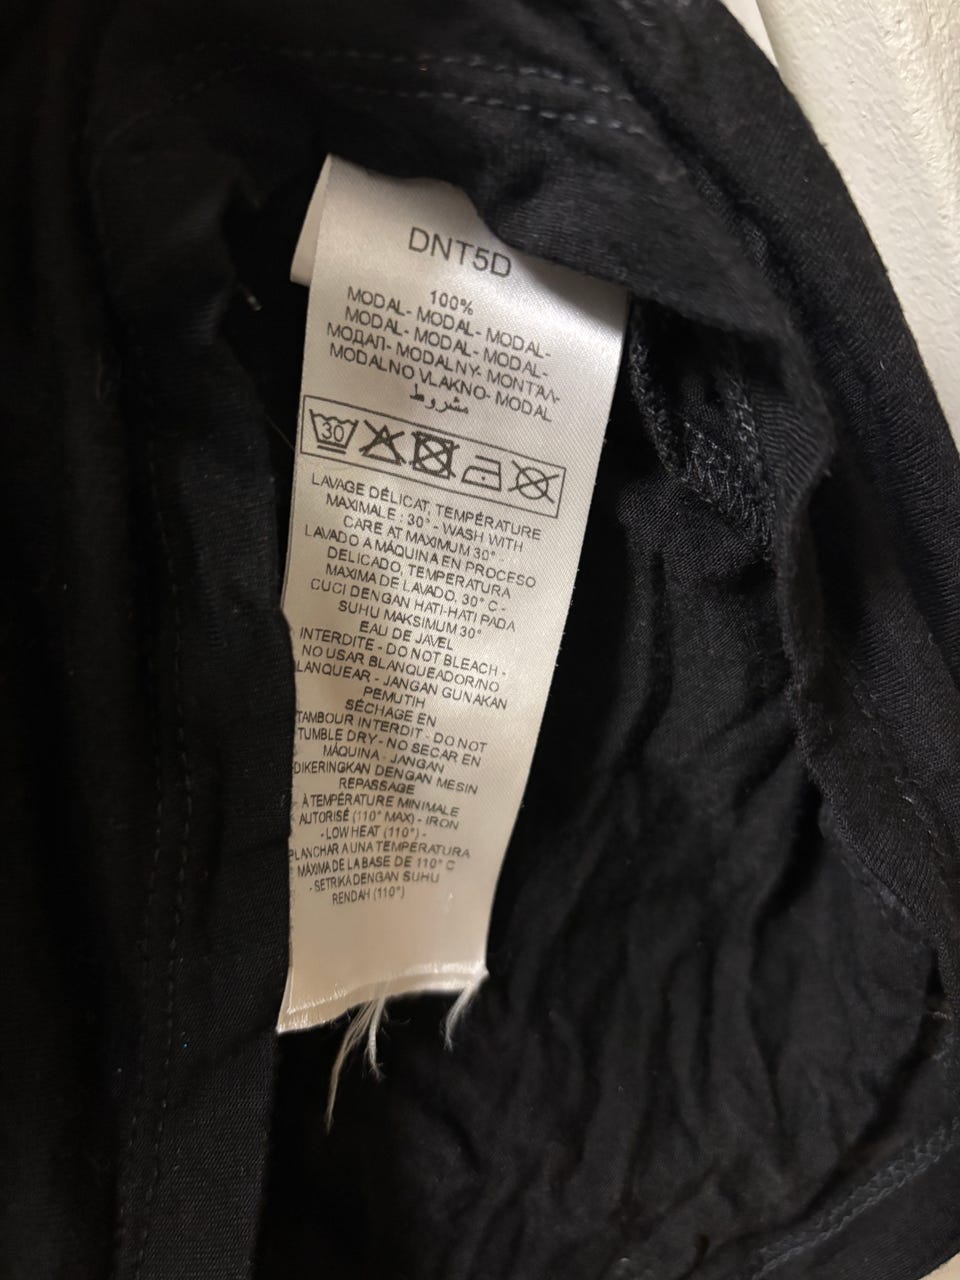 DNT5D
100%
MODAL- MODAL- MODAL-
MODAL- MODAL- MODAL-
МОДАЛ- MODALNY- ΜΟΝΤΑΛ-
MODALNO VLAKNO- MODAL
مشروط
30
LAVAGE DÉLICAT, TEMPÉRATURE
MAXIMALE : 30° - WASH WITH
CARE AT MAXIMUM 30°
LAVADO A MÁQUINA EN PROCESO
DELICADO, TEMPERATURA
MAXIMA DE LAVADO, 30° C -
CUCI DENGAN HATI-HATI PADA
SUHU MAKSIMUM 30°
EAU DE JAVEL
INTERDITE - DO NOT BLEACH -
NO USAR BLANQUEADOR/NO
LANQUEAR - JANGAN GUNAKAN
PEMUTIH
SÉCHAGE EN
TAMBOUR INTERDIT - DO NOT
TUMBLE DRY - NO SECAR EN
MÁQUINA - JANGAN
DIKERINGKAN DENGAN MESIN
REPASSAGE
À TEMPÉRATURE MINIMALE
AUTORISÉ (110° MAX) - IRON
- LOW HEAT (110°) -
PLANCHAR A UNA TEMPERATURA
MÁXIMA DE LA BASE DE 110° C
- SETRIKA DENGAN SUHU
RENDAH (110°)